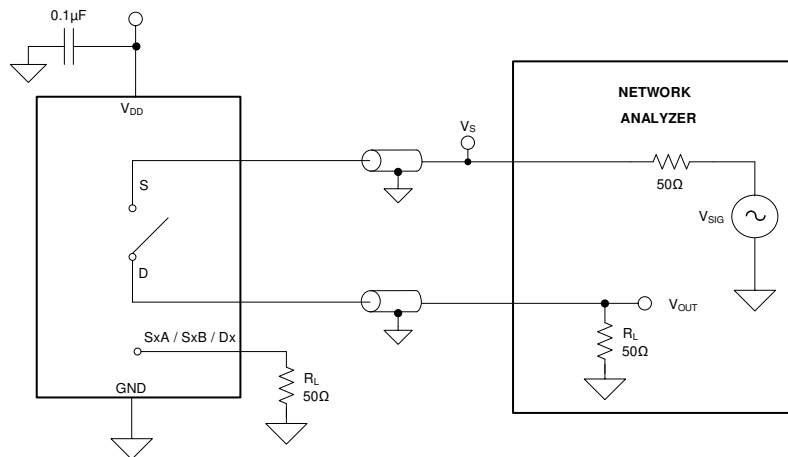 0.1µF
V_DD
S
D
SxA / SxB / Dx
GND
R_L
50Ω
V_S
NETWORK
ANALYZER
50Ω
V_SIG
V_OUT
R_L
50Ω